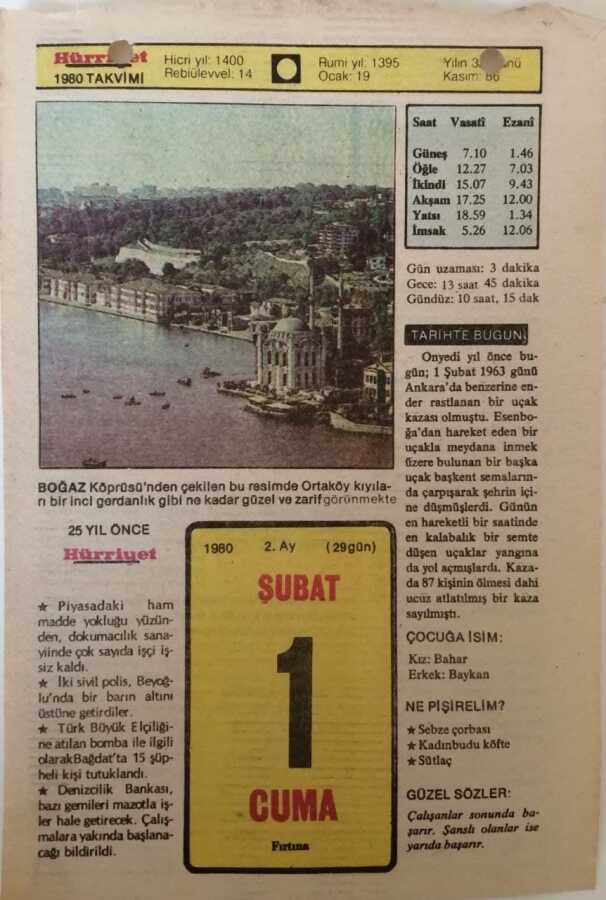 Hürriyet
1980 TAKVİMİ
Hicri yıl: 1400
Rebiülevvel: 14
Rumi yıl: 1395
Ocak: 19
Yılın
Kasım: 86
Saat Vasatî Ezanî
Güneş 7.10 1.46
Öğle 12.27 7.03
İkindi 15.07 9.43
Akşam 17.25 12.00
Yatsı 18.59 1.34
İmsak 5.26 12.06
Gün uzaması: 3 dakika
Gece: 13 saat 45 dakika
Gündüz: 10 saat, 15 dak
BOĞAZ Köprüsü'nden çekilen bu resimde Ortaköy kıyıla-
rı bir inci gerdanlık gibi ne kadar güzel ve zarif görünmekte
TARİHTE BUGÜN
Onyedi yıl önce bu-
gün; 1 Şubat 1963 günü
Ankara'da benzerine en-
der rastlanan bir uçak
kazası olmuştu. Esenbo-
ğa'dan hareket eden bir
uçakla meydana inmek
üzere bulunan bir başka
uçak başkent semaların-
da çarpışarak şehrin içi-
ne düşmüşlerdi. Günün
en hareketli bir saatinde
en kalabalık bir semte
düşen uçaklar yangına
da yol açmışlardı. Kaza-
da 87 kişinin ölmesi dahi
ucuz atlatılmış bir kaza
sayılmıştı.
ÇOCUĞA İSİM:
Kız: Bahar
Erkek: Baykan
NE PİŞİRELİM?
★ Sebze çorbası
★ Kadınbudu köfte
★ Sütlaç
GÜZEL SÖZLER:
Çalışanlar sonunda ba-
şarır. Şanslı olanlar ise
yarıda başarır.
25 YIL ÖNCE
Hürriyet
★ Piyasadaki ham
madde yokluğu yüzün-
den, dokumacılık sana-
yiinde çok sayıda işçi iş-
siz kaldı.
★ İki sivil polis, Beyoğ-
lu'nda bir barın altını
üstüne getirdiler.
★ Türk Büyük Elçiliği-
ne atılan bomba ile ilgili
olarak Bağdat'ta 15 şüp-
heli kişi tutuklandı.
★ Denizcilik Bankası,
bazı gemileri mazotla iş-
ler hale getirecek. Çalış-
malara yakında başlana-
cağı bildirildi.
1980 2. Ay (29 gün)
ŞUBAT
1
CUMA
Fırtına